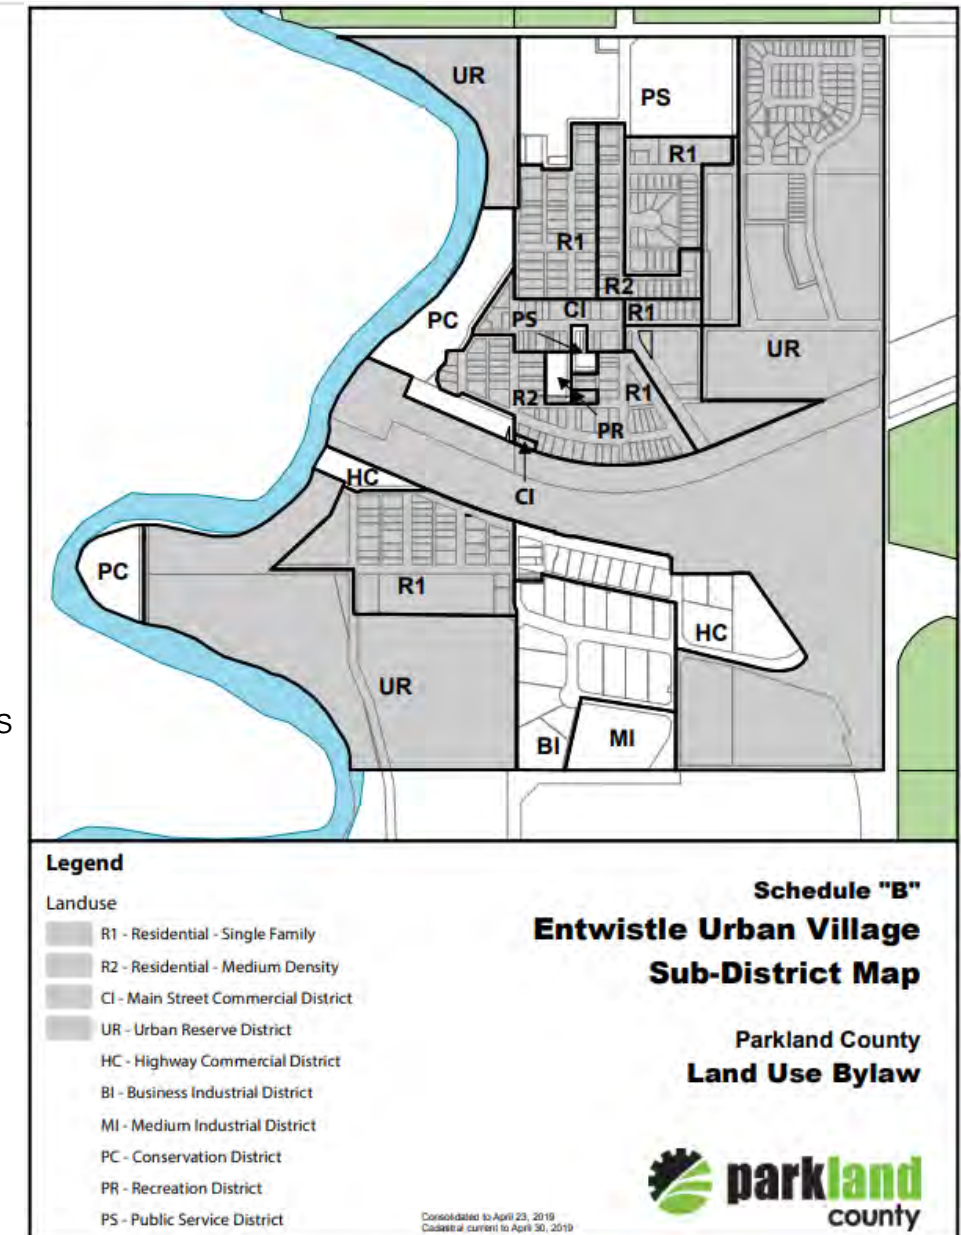 UR
PS
R1
R1
R2
CI
R1
PS
PC
UR
R2
R1
PR
HC
CI
PC
R1
HC
UR
S
BI
MI
Legend
Landuse
R1 - Residential - Single Family
R2 - Residential - Medium Density
CI - Main Street Commercial District
UR - Urban Reserve District
HC - Highway Commercial District
BI - Business Industrial District
MI - Medium Industrial District
PC - Conservation District
PR - Recreation District
PS - Public Service District
Schedule "B"
Entwistle Urban Village
Sub-District Map
Parkland County
Land Use Bylaw
parkland
county
Consolidated to April 23, 2019
Cadastral current to April 30, 2019